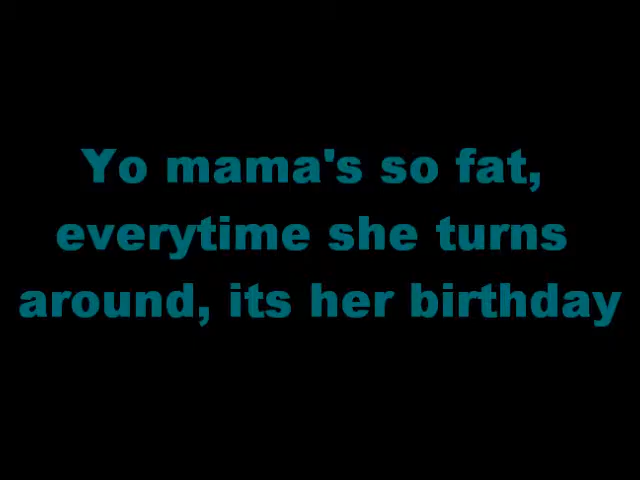 Yo mama's so fat,
everytime she turns
around, its her birthday